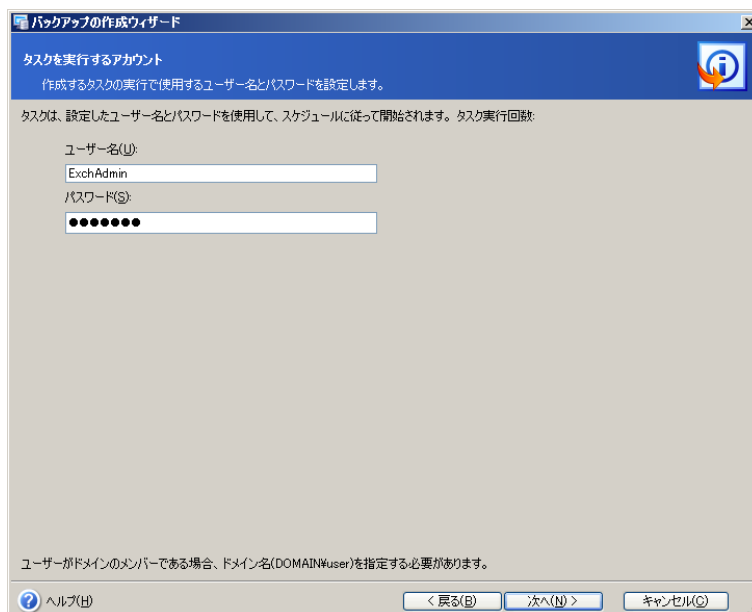 バックアップの作成ウィザード
タスクを実行するアカウント
作成するタスクの実行で使用するユーザー名とパスワードを設定します。
タスクは、設定したユーザー名とパスワードを使用して、スケジュールに従って開始されます。タスク実行回数:
ユーザー名(U):
ExchAdmin
パスワード(S):
●●●●●●●
ユーザーがドメインのメンバーである場合、ドメイン名(DOMAIN¥user)を指定する必要があります。
ヘルプ(H)
< 戻る(B)
次へ(N) >
キャンセル(C)